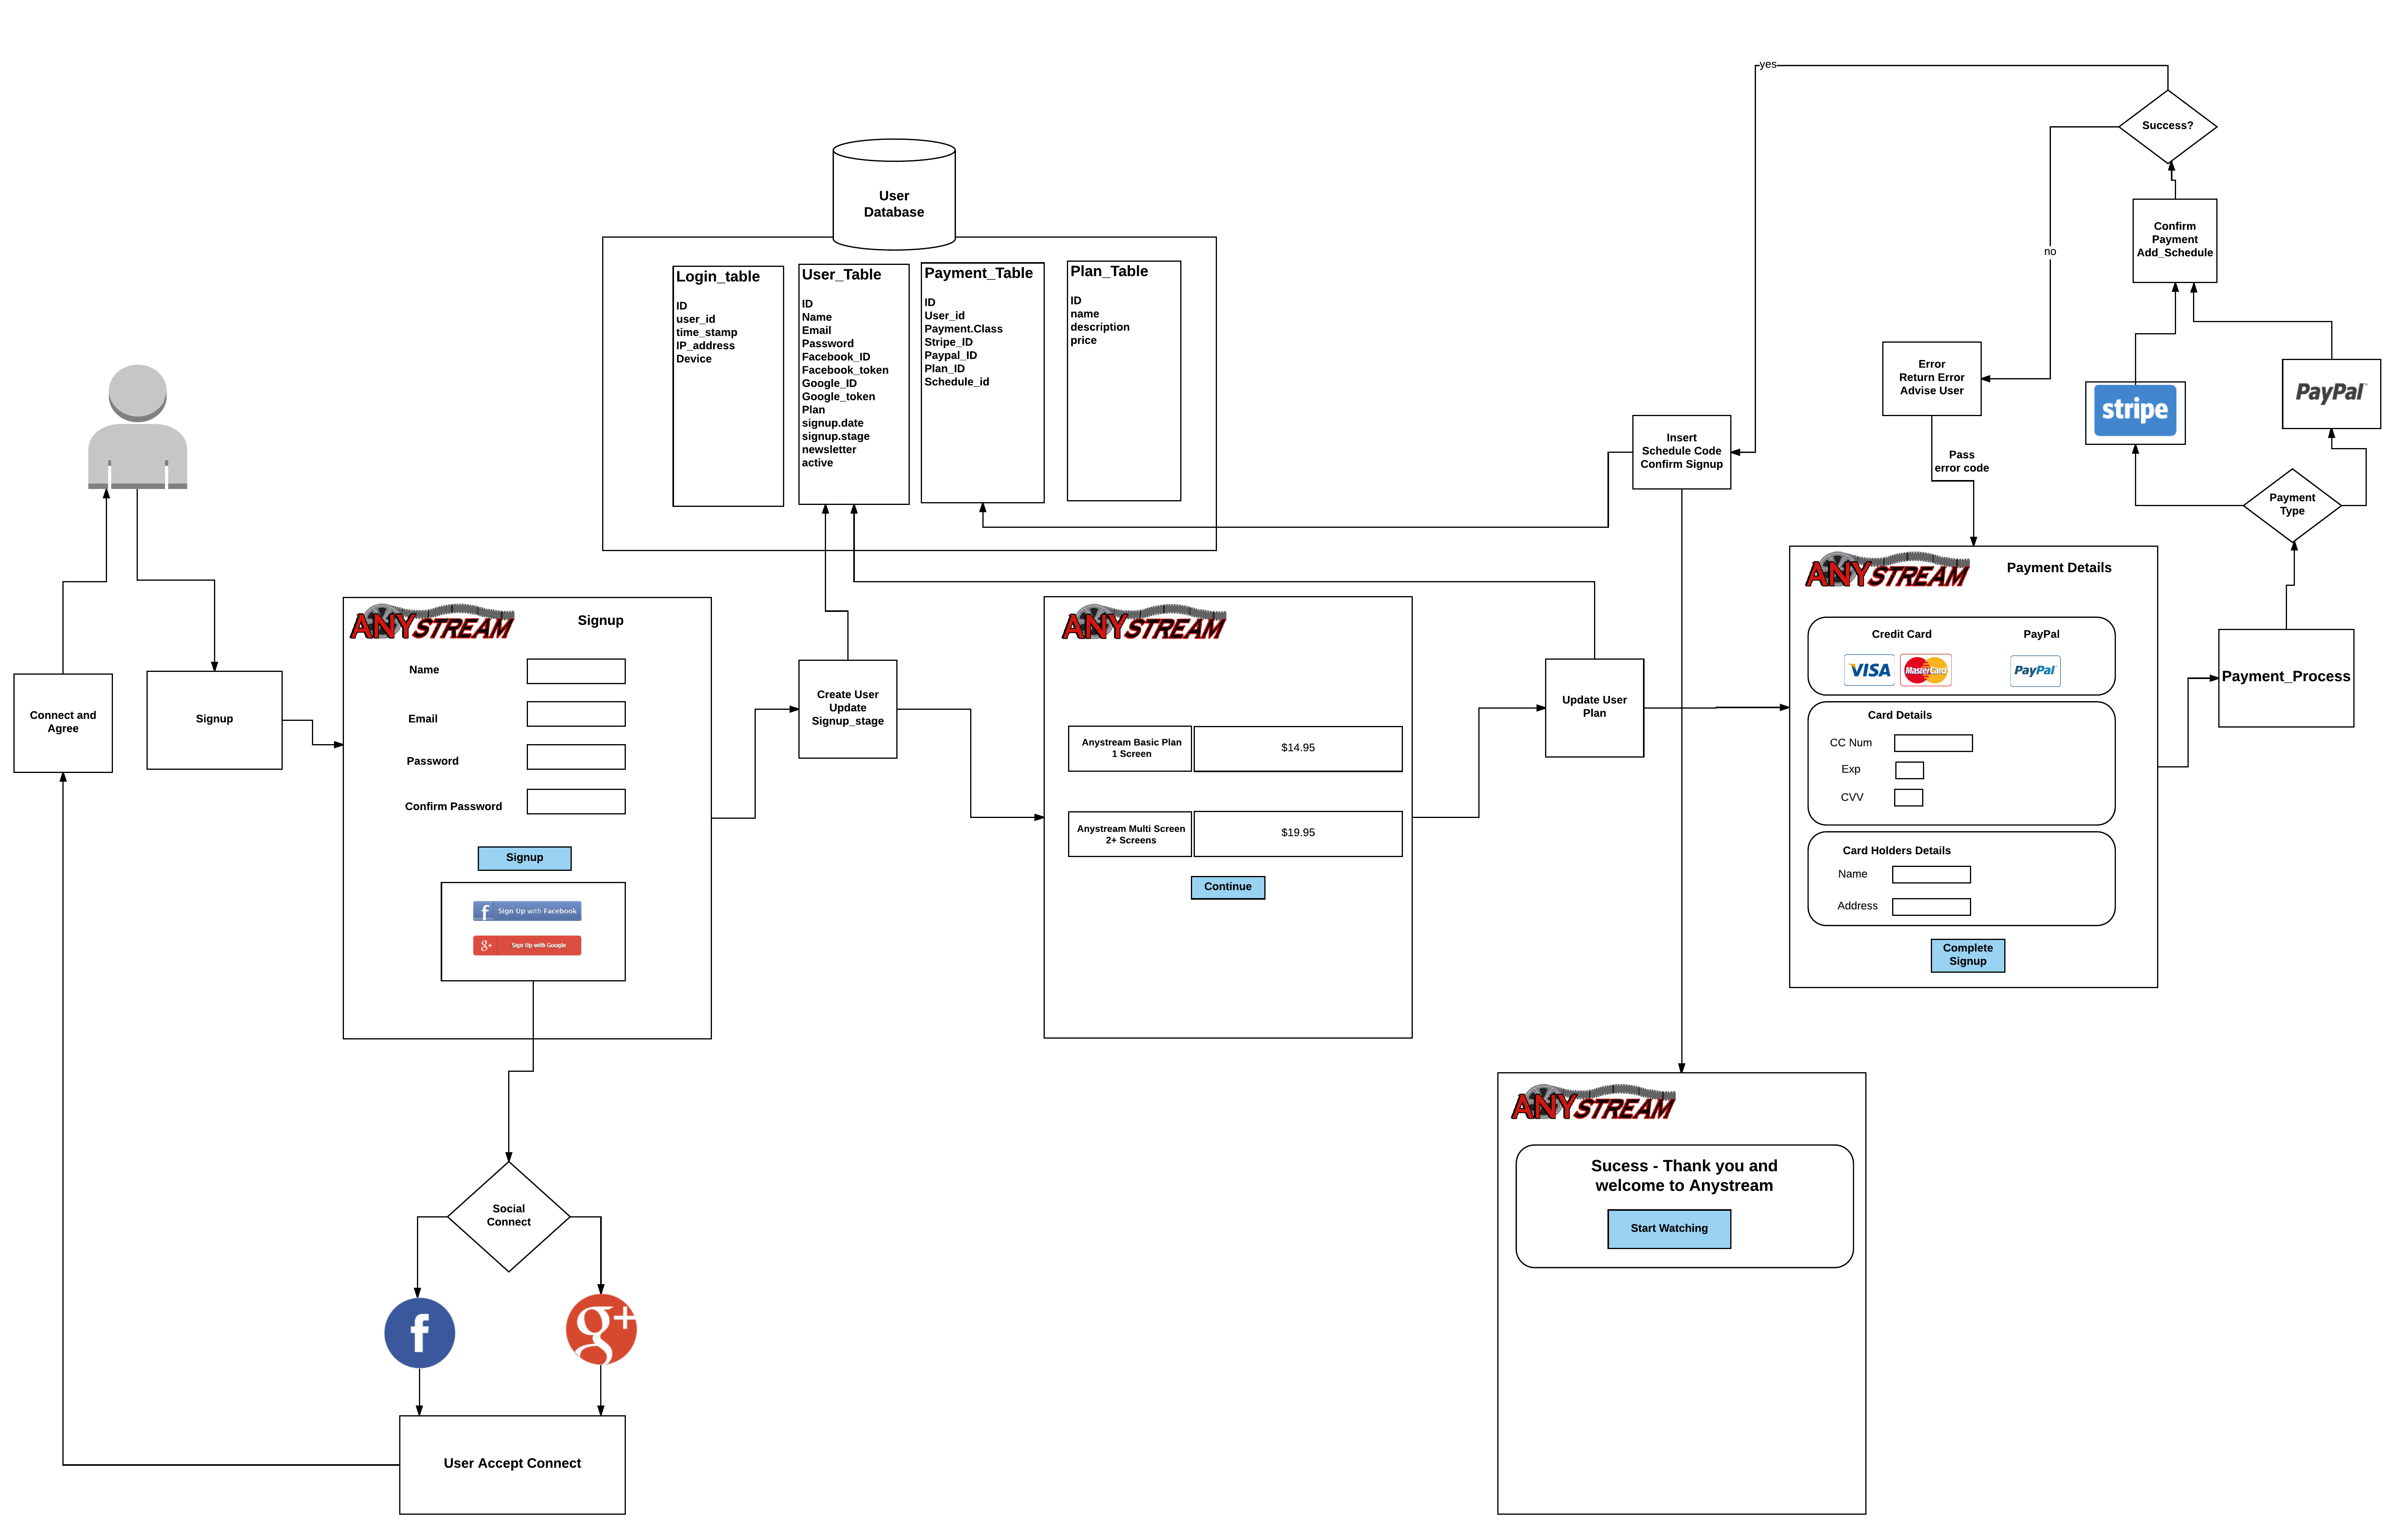 yes
Success?
User
Database
Confirm
Payment
Add_Schedule
no
Login_table
ID
user_id
time_stamp
IP_address
Device
User_Table
ID
Name
Email
Password
Facebook_ID
Facebook_token
Google_ID
Google_token
Plan
signup.date
signup.stage
newsletter
active
Payment_Table
ID
User_id
Payment.Class
Stripe_ID
Paypal_ID
Plan_ID
Schedule_id
Plan_Table
ID
name
description
price
Error
Return Error
Advise User
stripe
PayPal
Insert
Schedule Code
Confirm Signup
Pass
error code
Payment
Type
Connect and
Agree
Signup
ANYSTREAM
Signup
Name
Email
Password
Confirm Password
Signup
f Sign Up with Facebook
g+ Sign Up with Google
Create User
Update
Signup_stage
ANYSTREAM
Anystream Basic Plan
1 Screen
$14.95
Anystream Multi Screen
2+ Screens
$19.95
Continue
Update User
Plan
ANYSTREAM
Payment Details
Credit Card
PayPal
VISA
MasterCard
PayPal
Card Details
CC Num
Exp
CVV
Card Holders Details
Name
Address
Complete
Signup
Payment_Process
ANYSTREAM
Sucess - Thank you and
welcome to Anystream
Start Watching
Social
Connect
f
g+
User Accept Connect